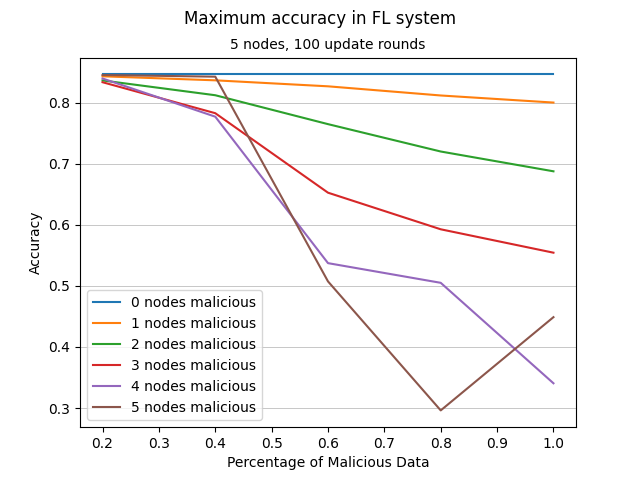 Maximum accuracy in FL system
5 nodes, 100 update rounds
Accuracy
0.8
0.7
0.6
0.5
0.4
0.3
0 nodes malicious
1 nodes malicious
2 nodes malicious
3 nodes malicious
4 nodes malicious
5 nodes malicious
0.2 0.3 0.4 0.5 0.6 0.7 0.8 0.9 1.0
Percentage of Malicious Data